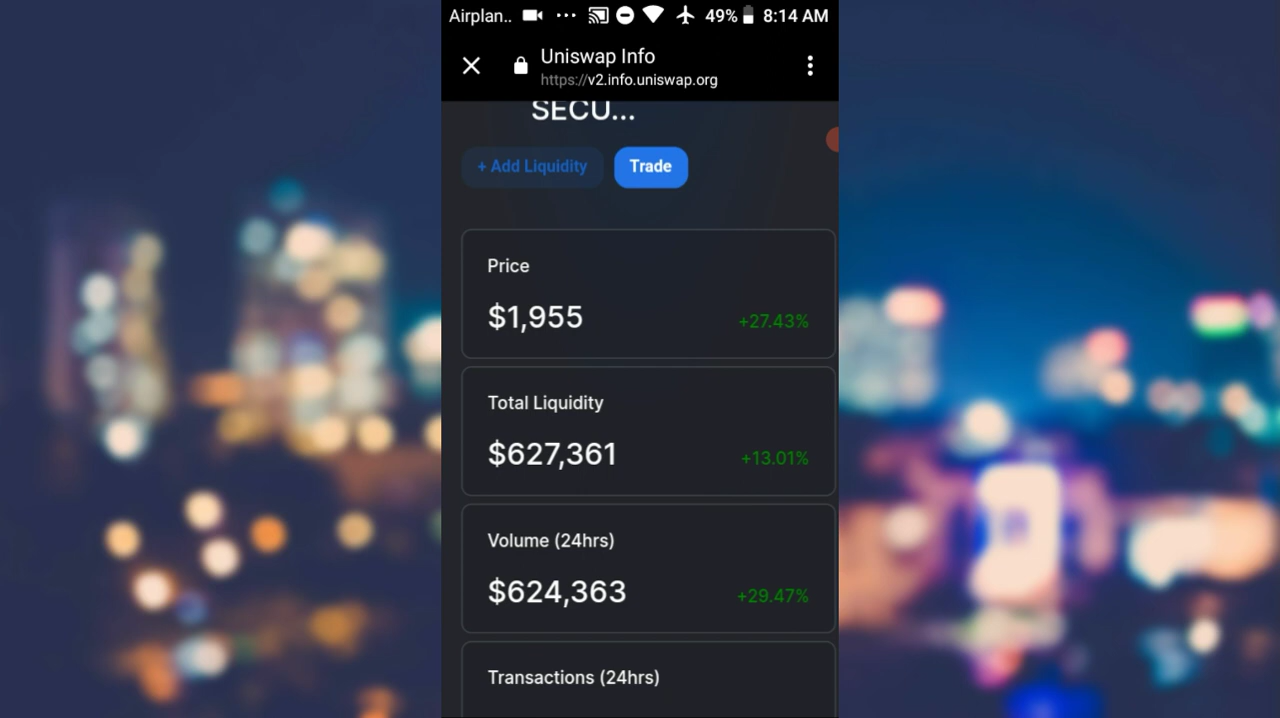 Airplan.. ... 49% 8:14 AM
Uniswap Info
https://v2.info.uniswap.org
SECU...
+ Add Liquidity Trade
Price
$1,955 +27.43%
Total Liquidity
$627,361 +13.01%
Volume (24hrs)
$624,363 +29.47%
Transactions (24hrs)